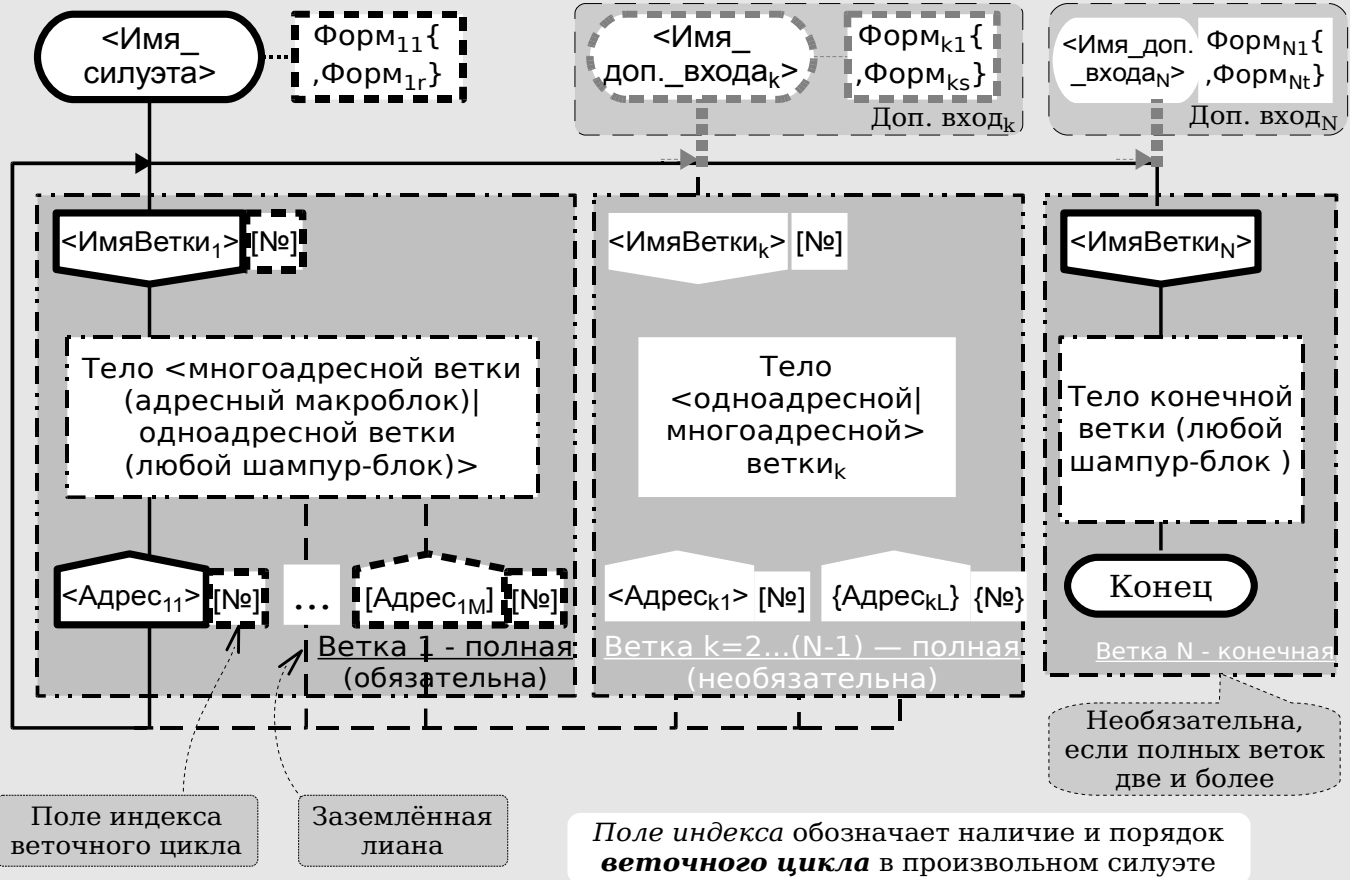 <Имя_
силуэта>
Форм11{
,Форм1r}
<Имя_
доп._входаk>
Формk1{
,Формks}
Доп. входk
<Имя_доп.
_входаN>
ФормN1{
,ФормNt}
Доп. входN
<ИмяВетки1>
[№]
<ИмяВеткиk>
[№]
<ИмяВеткиN>
Тело <многоадресной ветки
(адресный макроблок)|
одноадресной ветки
(любой шампур-блок)>
Тело
<одноадресной|
многоадресной>
ветkиk
Тело конечной
ветки (любой
шампур-блок )
<Адрес11>
[№]
...
[Адрес1M]
[№]
<Адресk1>
[№]
{АдресkL}
{№}
Конец
Ветка 1 - полная
(обязательна)
Ветка k=2...(N-1) — полная
(необязательна)
Ветка N - конечная
Необязательна,
если полных веток
две и более
Поле индекса
веточного цикла
Заземлённая
лиана
Поле индекса обозначает наличие и порядок
веточного цикла в произвольном силуэте